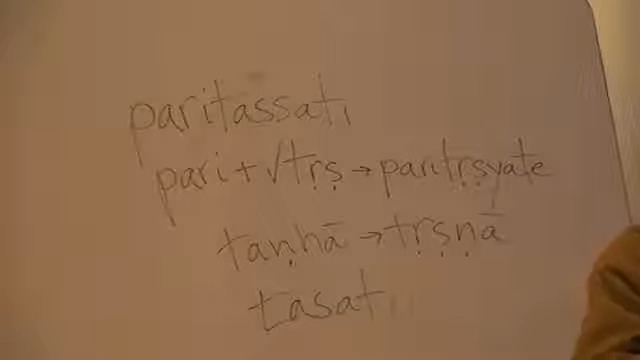 paritassati
pari + √tṛṣ → paritṛṣyate
taṇhā → tṛṣṇā
tasati